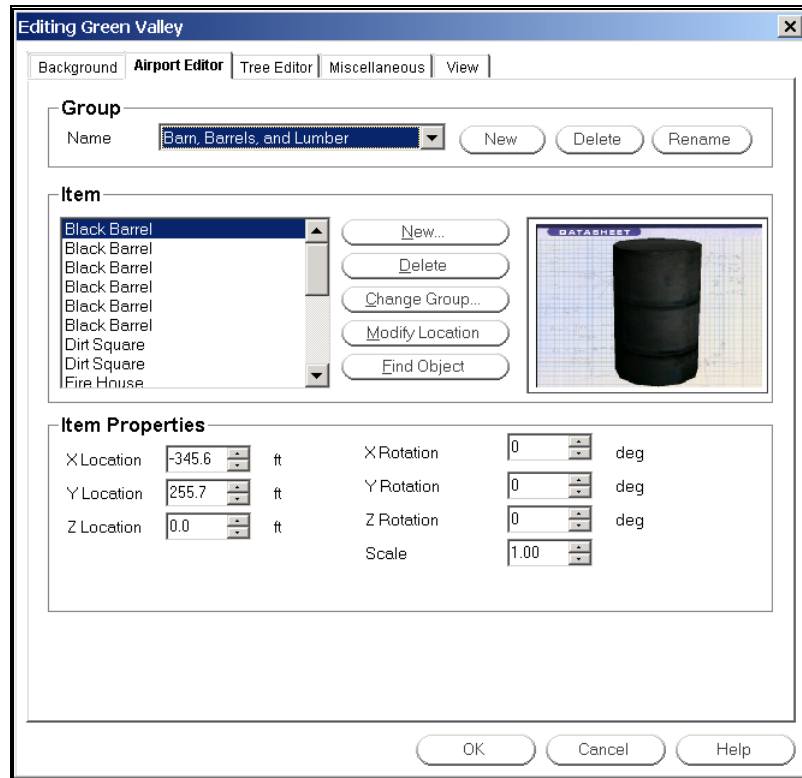 Editing Green Valley
Background Airport Editor Tree Editor Miscellaneous View
Group
Name Barn, Barrels, and Lumber New Delete Rename
Item
Black Barrel
Black Barrel
Black Barrel
Black Barrel
Black Barrel
Black Barrel
Dirt Square
Dirt Square
Fire House
New...
Delete
Change Group...
Modify Location
Find Object
DATASHEET
Item Properties
X Location -345.6 ft X Rotation 0 deg
Y Location 255.7 ft Y Rotation 0 deg
Z Location 0.0 ft Z Rotation 0 deg
Scale 1.00
OK Cancel Help